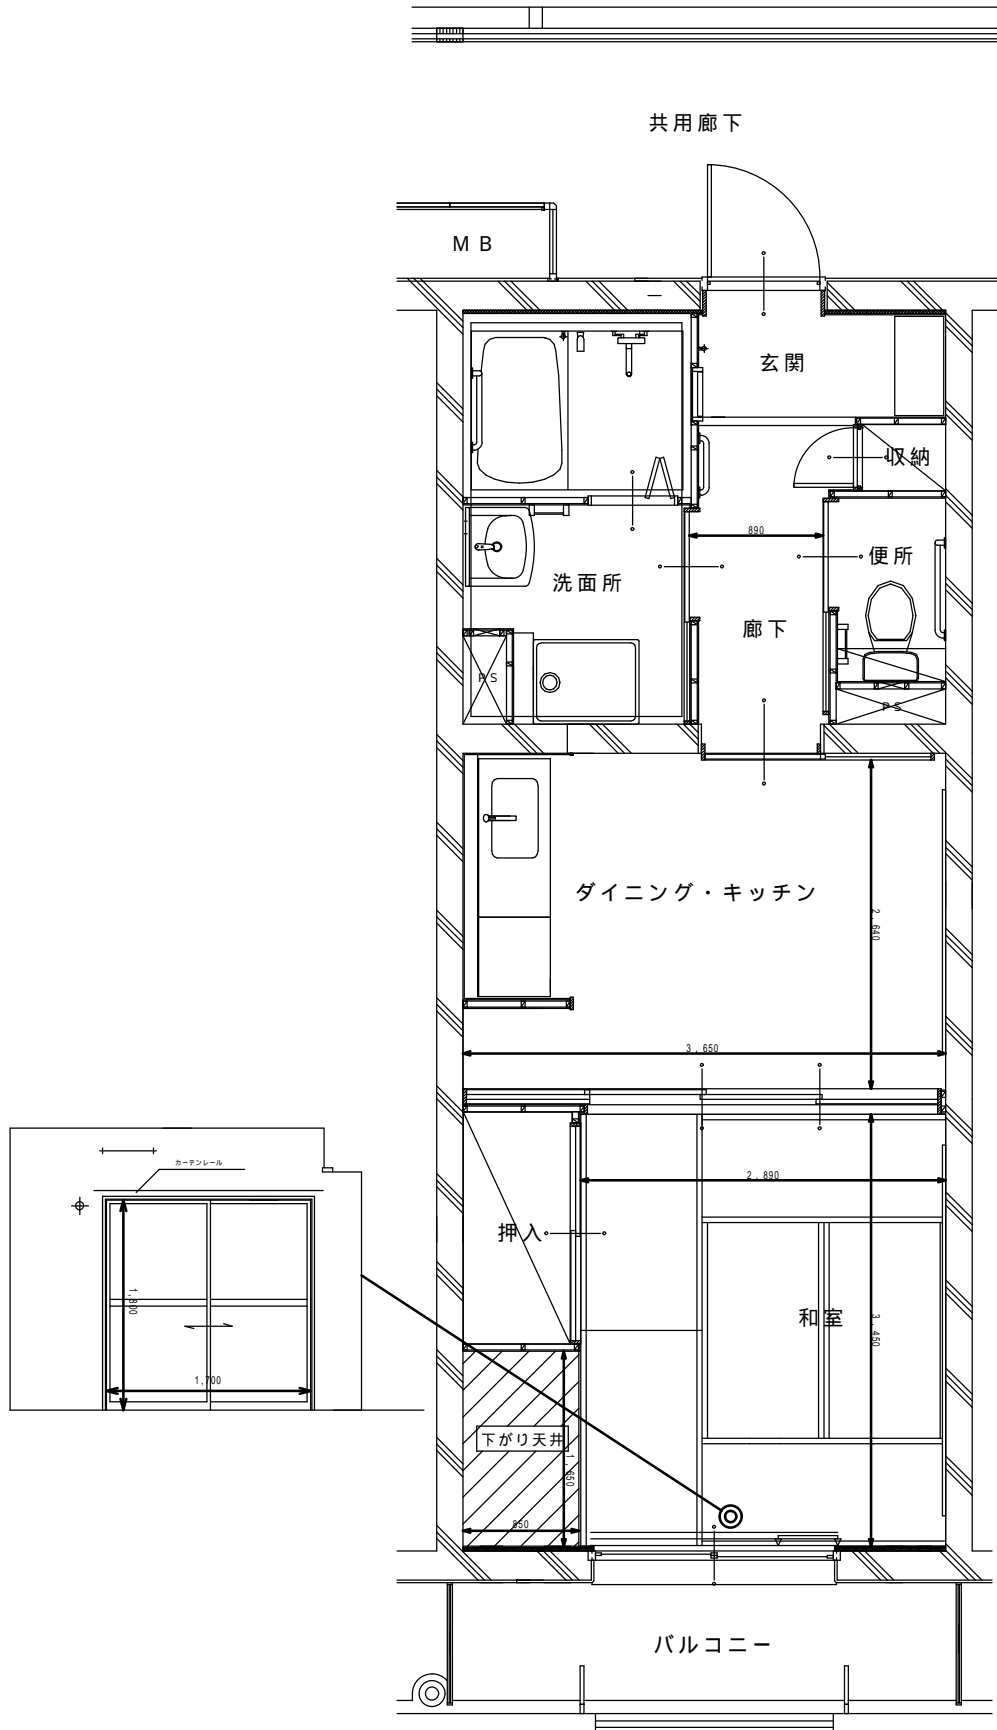 共用廊下
MB
玄関
収納
890
便所
洗面所
廊下
PS
PS
ダイニング・キッチン
2,640
3,650
カーテンレール
2,890
押入
1,800
和室
3,450
1,700
下がり天井
1,650
850
バルコニー